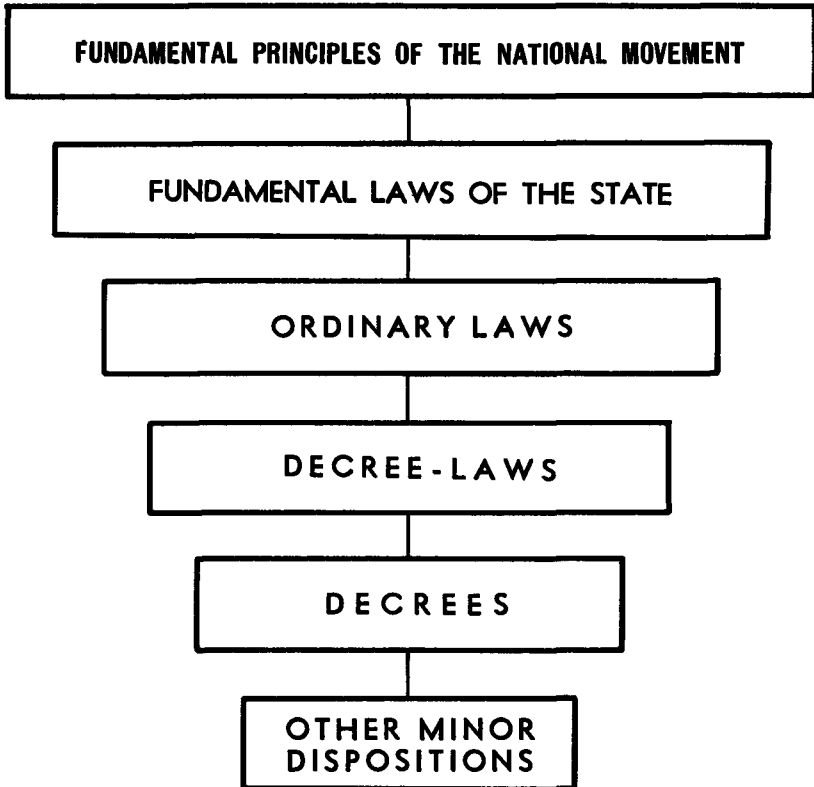 FUNDAMENTAL PRINCIPLES OF THE NATIONAL MOVEMENT
FUNDAMENTAL LAWS OF THE STATE
ORDINARY LAWS
DECREE-LAWS
DECREES
OTHER MINOR
DISPOSITIONS